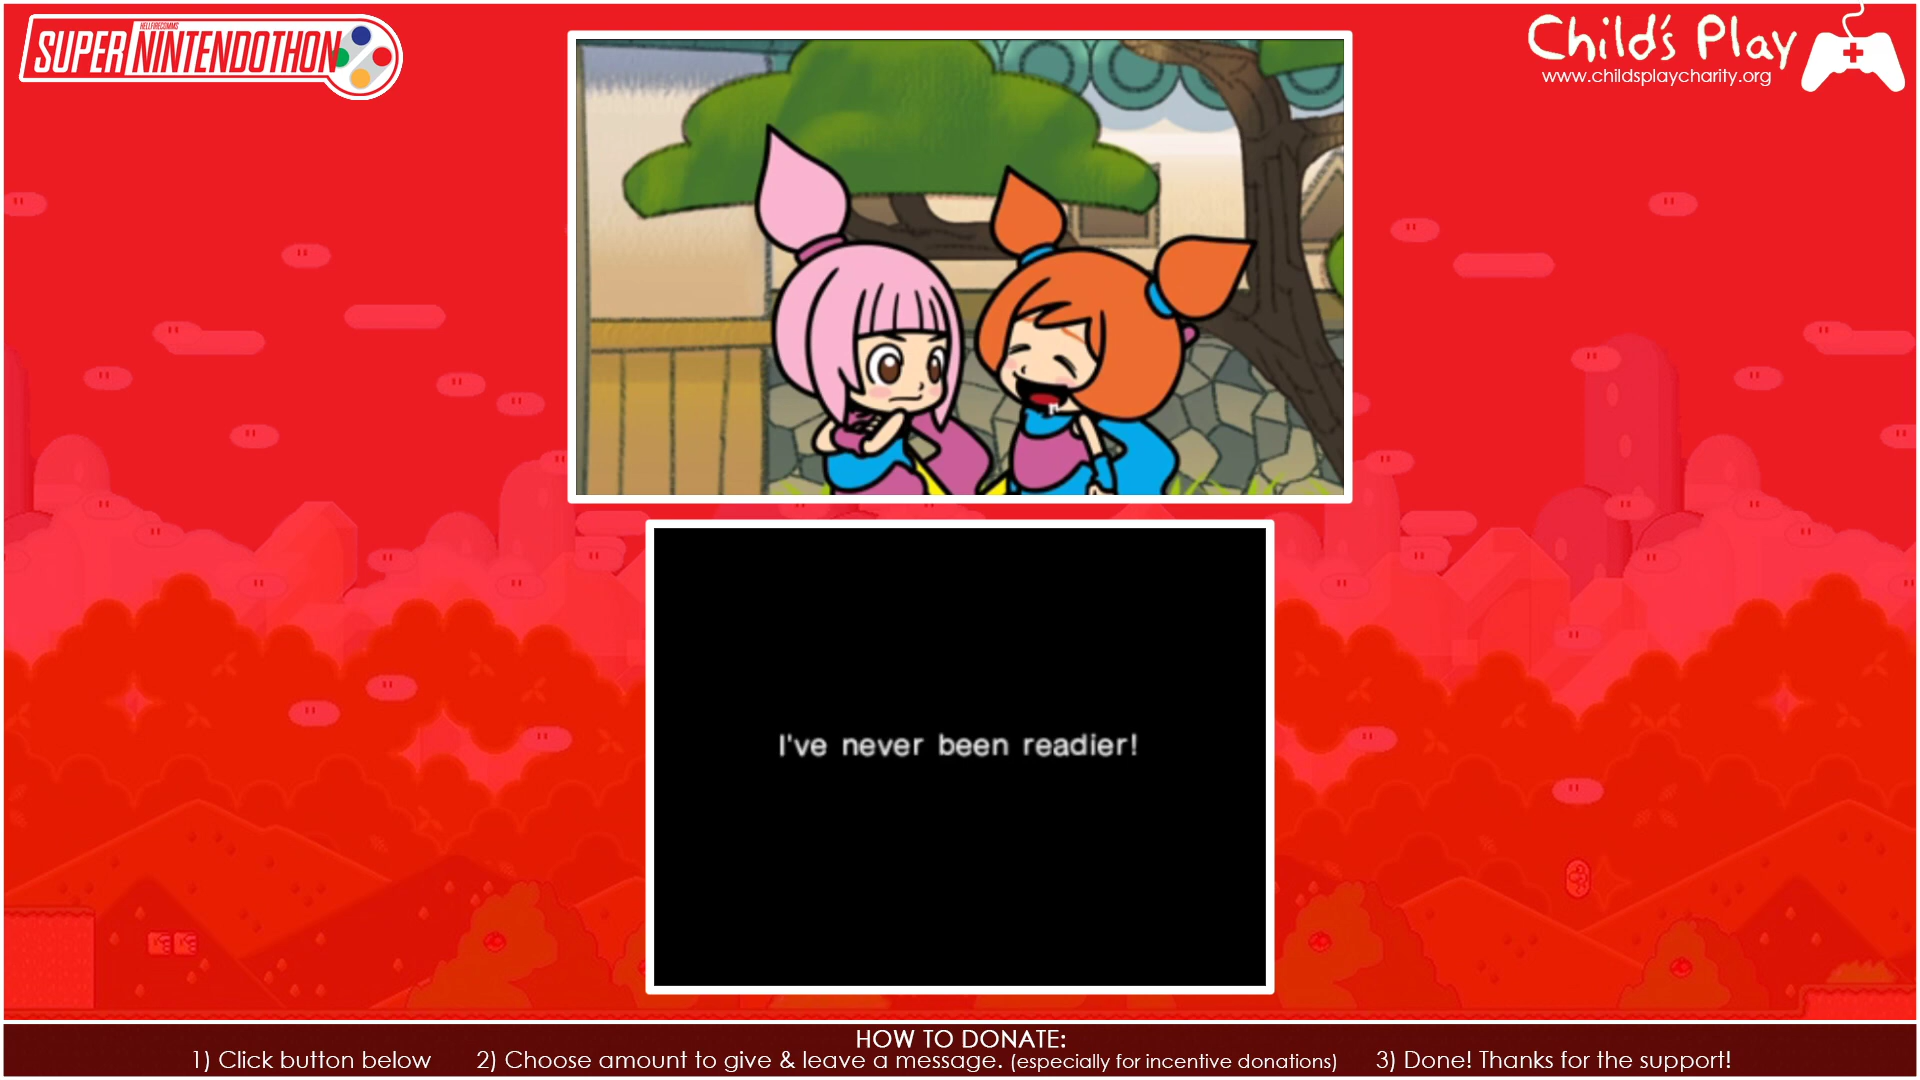 HELLFIRECOMMS
SUPER NINTENDOTHON
Child's Play
www.childsplaycharity.org
I've never been readier!
HOW TO DONATE:
1) Click button below 2) Choose amount to give & leave a message. (especially for incentive donations) 3) Done! Thanks for the support!